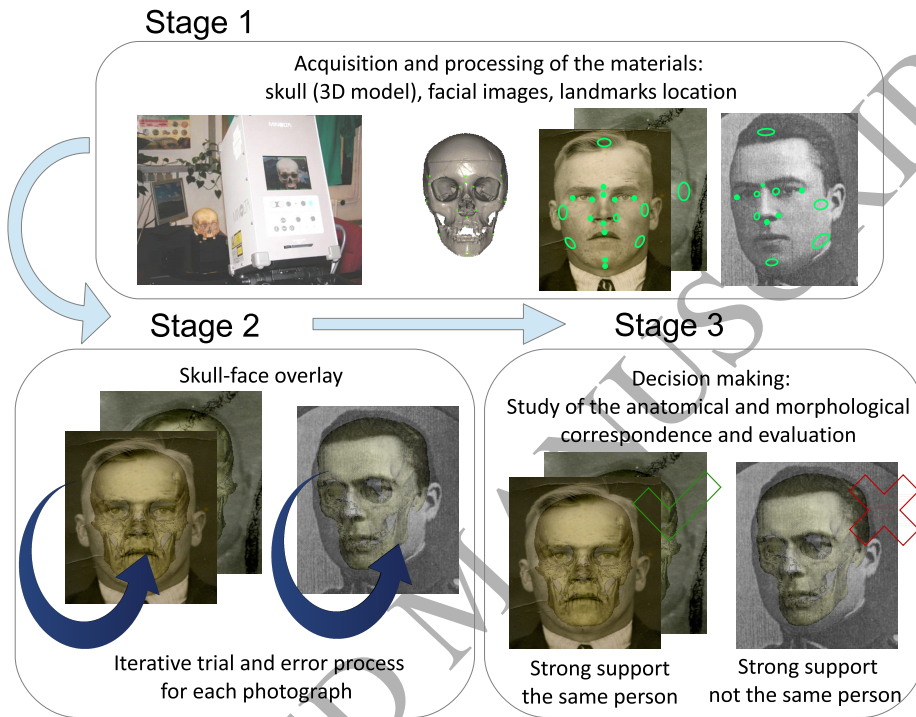 Stage 1
Acquisition and processing of the materials:
skull (3D model), facial images, landmarks location
MINOLTA
Stage 2
Skull-face overlay
Iterative trial and error process
for each photograph
Stage 3
Decision making:
Study of the anatomical and morphological
correspondence and evaluation
Strong support
the same person
Strong support
not the same person